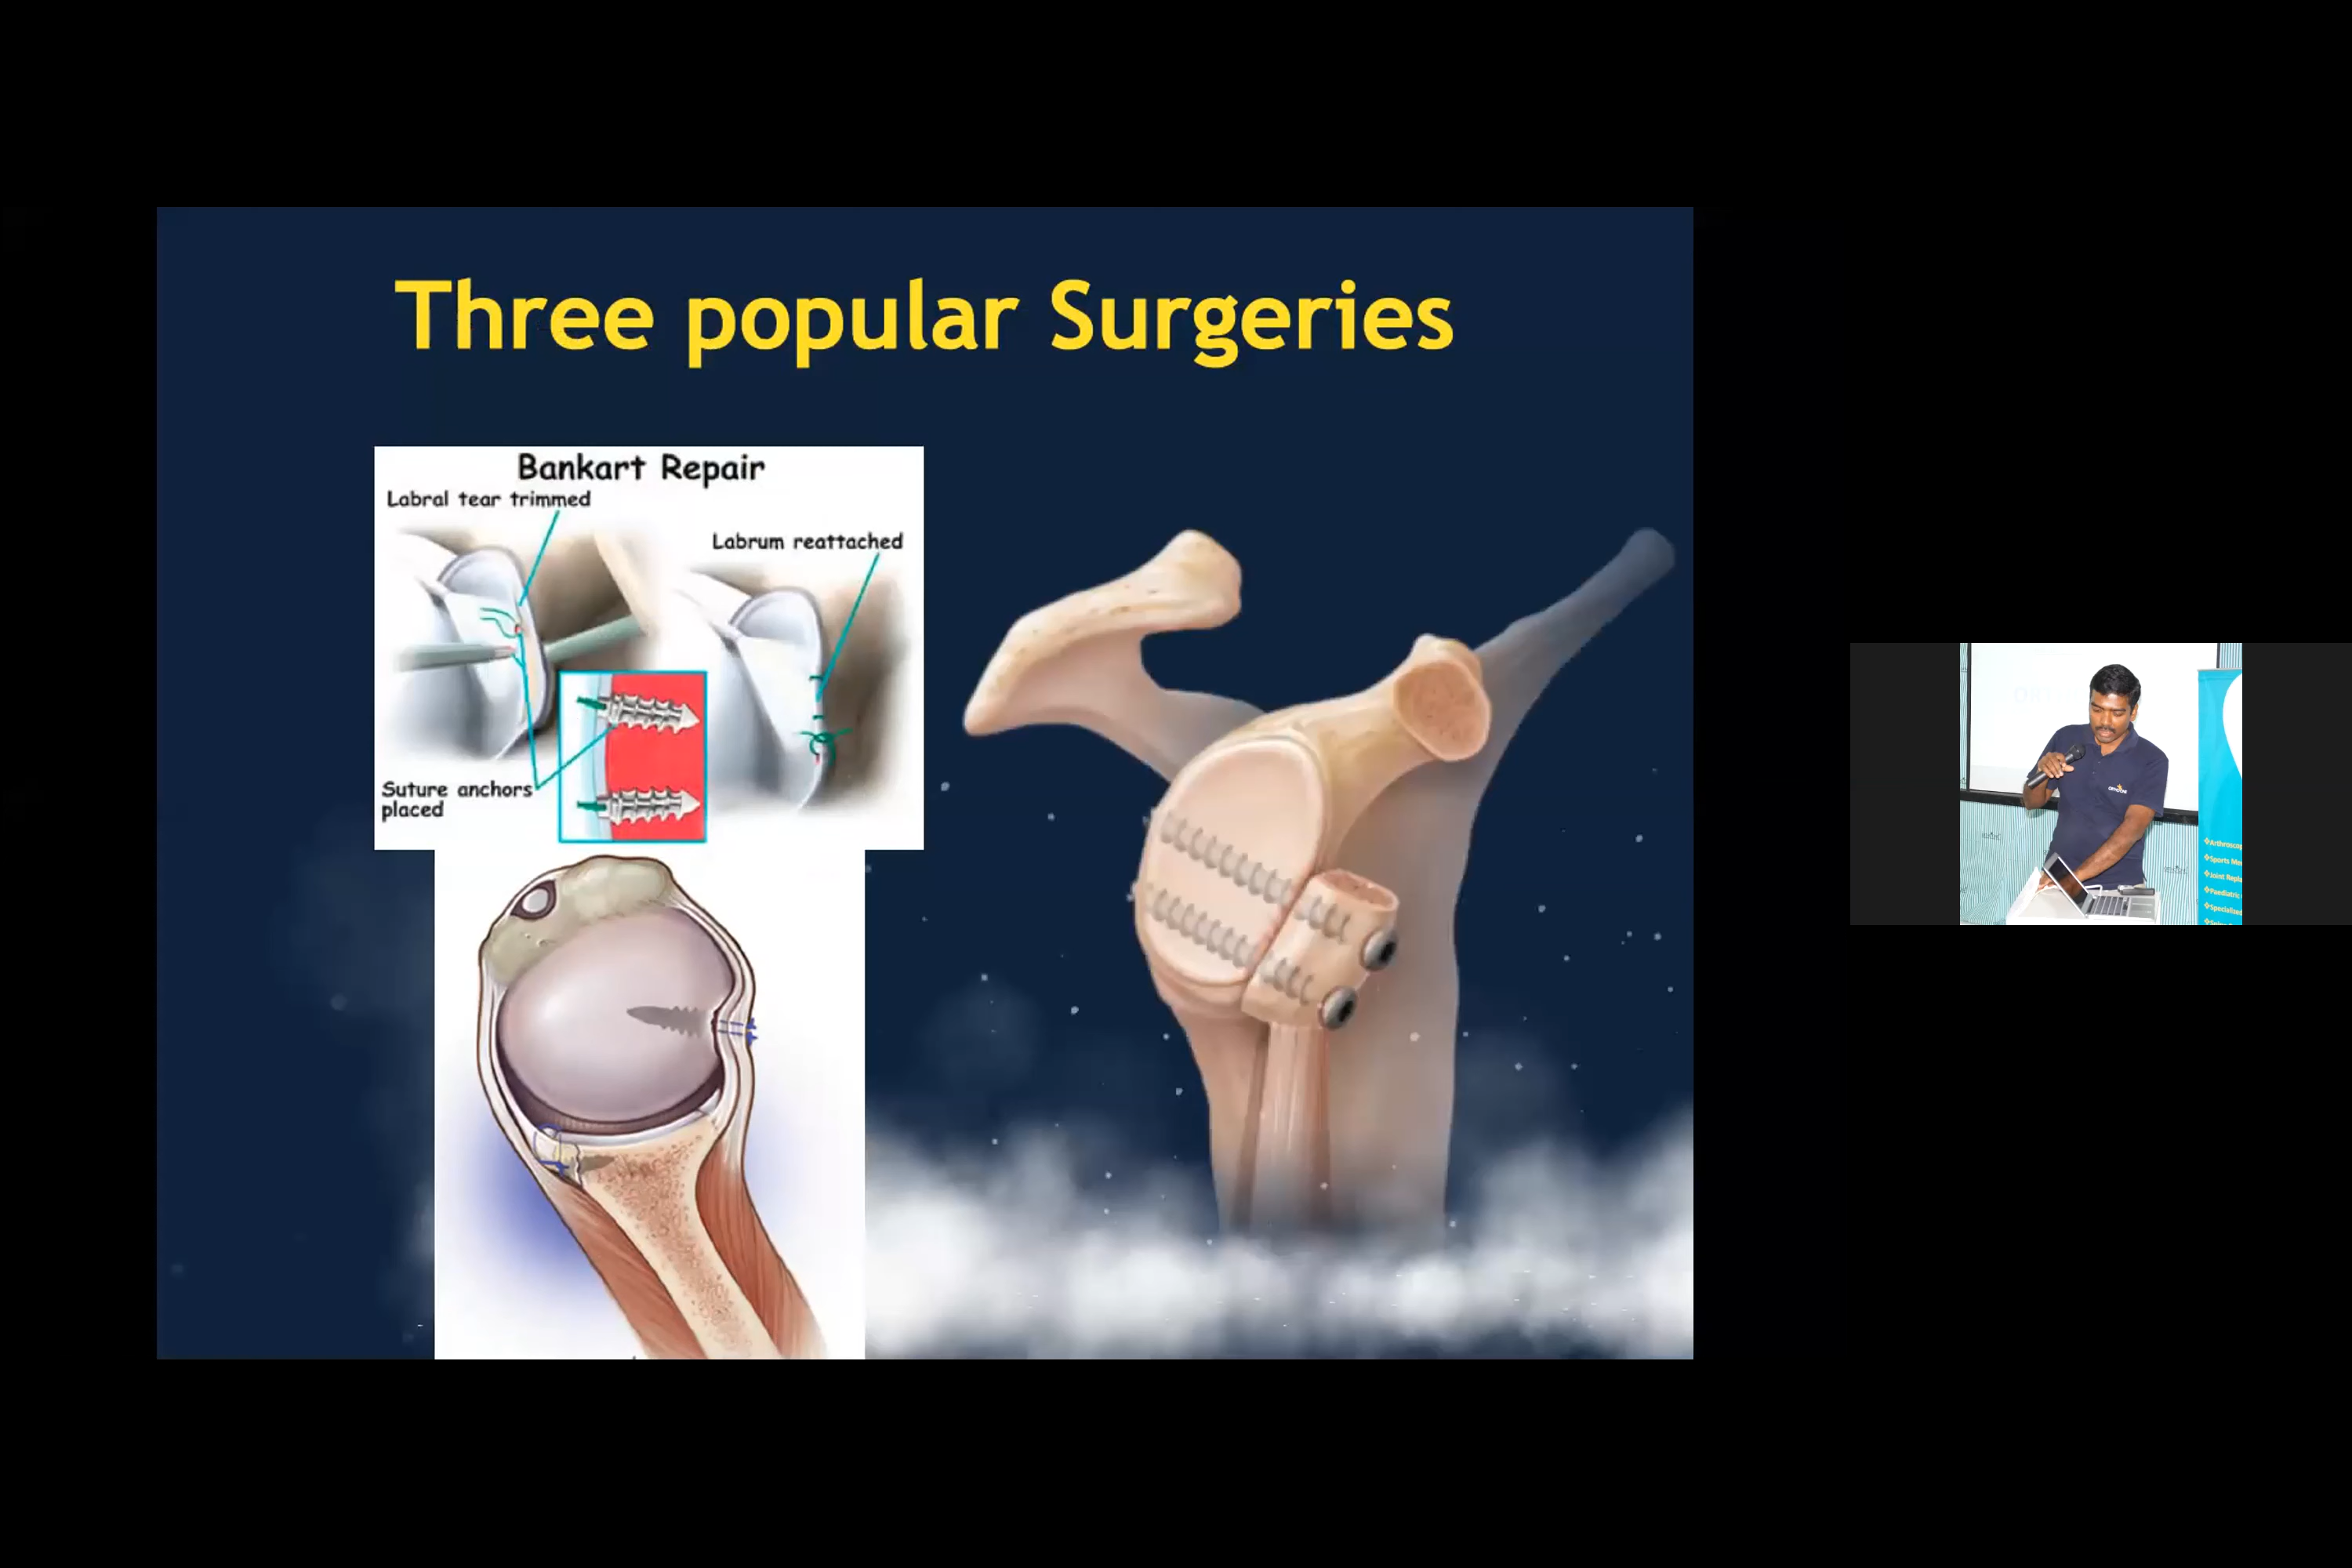 Three popular Surgeries
Bankart Repair
Labral tear trimmed
Labrum reattached
Suture anchors
placed